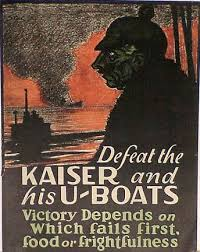 Defeat the
KAISER and
his U-BOATS
Victory Depends on
Which fails first,
food or frightfulness